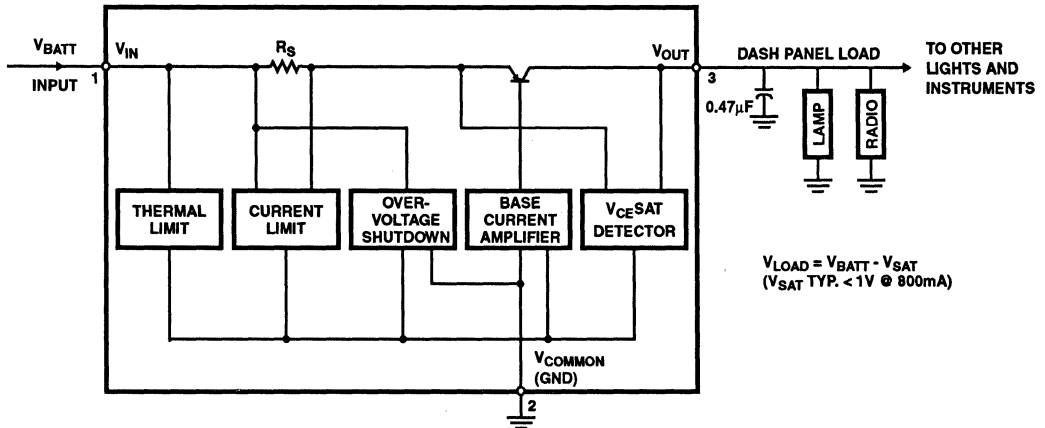 VBATT
INPUT
1
VIN
RS
VOUT
3
DASH PANEL LOAD
TO OTHER
LIGHTS AND
INSTRUMENTS
0.47µF
LAMP
RADIO
THERMAL
LIMIT
CURRENT
LIMIT
OVER-
VOLTAGE
SHUTDOWN
BASE
CURRENT
AMPLIFIER
VCESAT
DETECTOR
VLOAD = VBATT - VSAT
(VSAT TYP. < 1V @ 800mA)
VCOMMON
(GND)
2